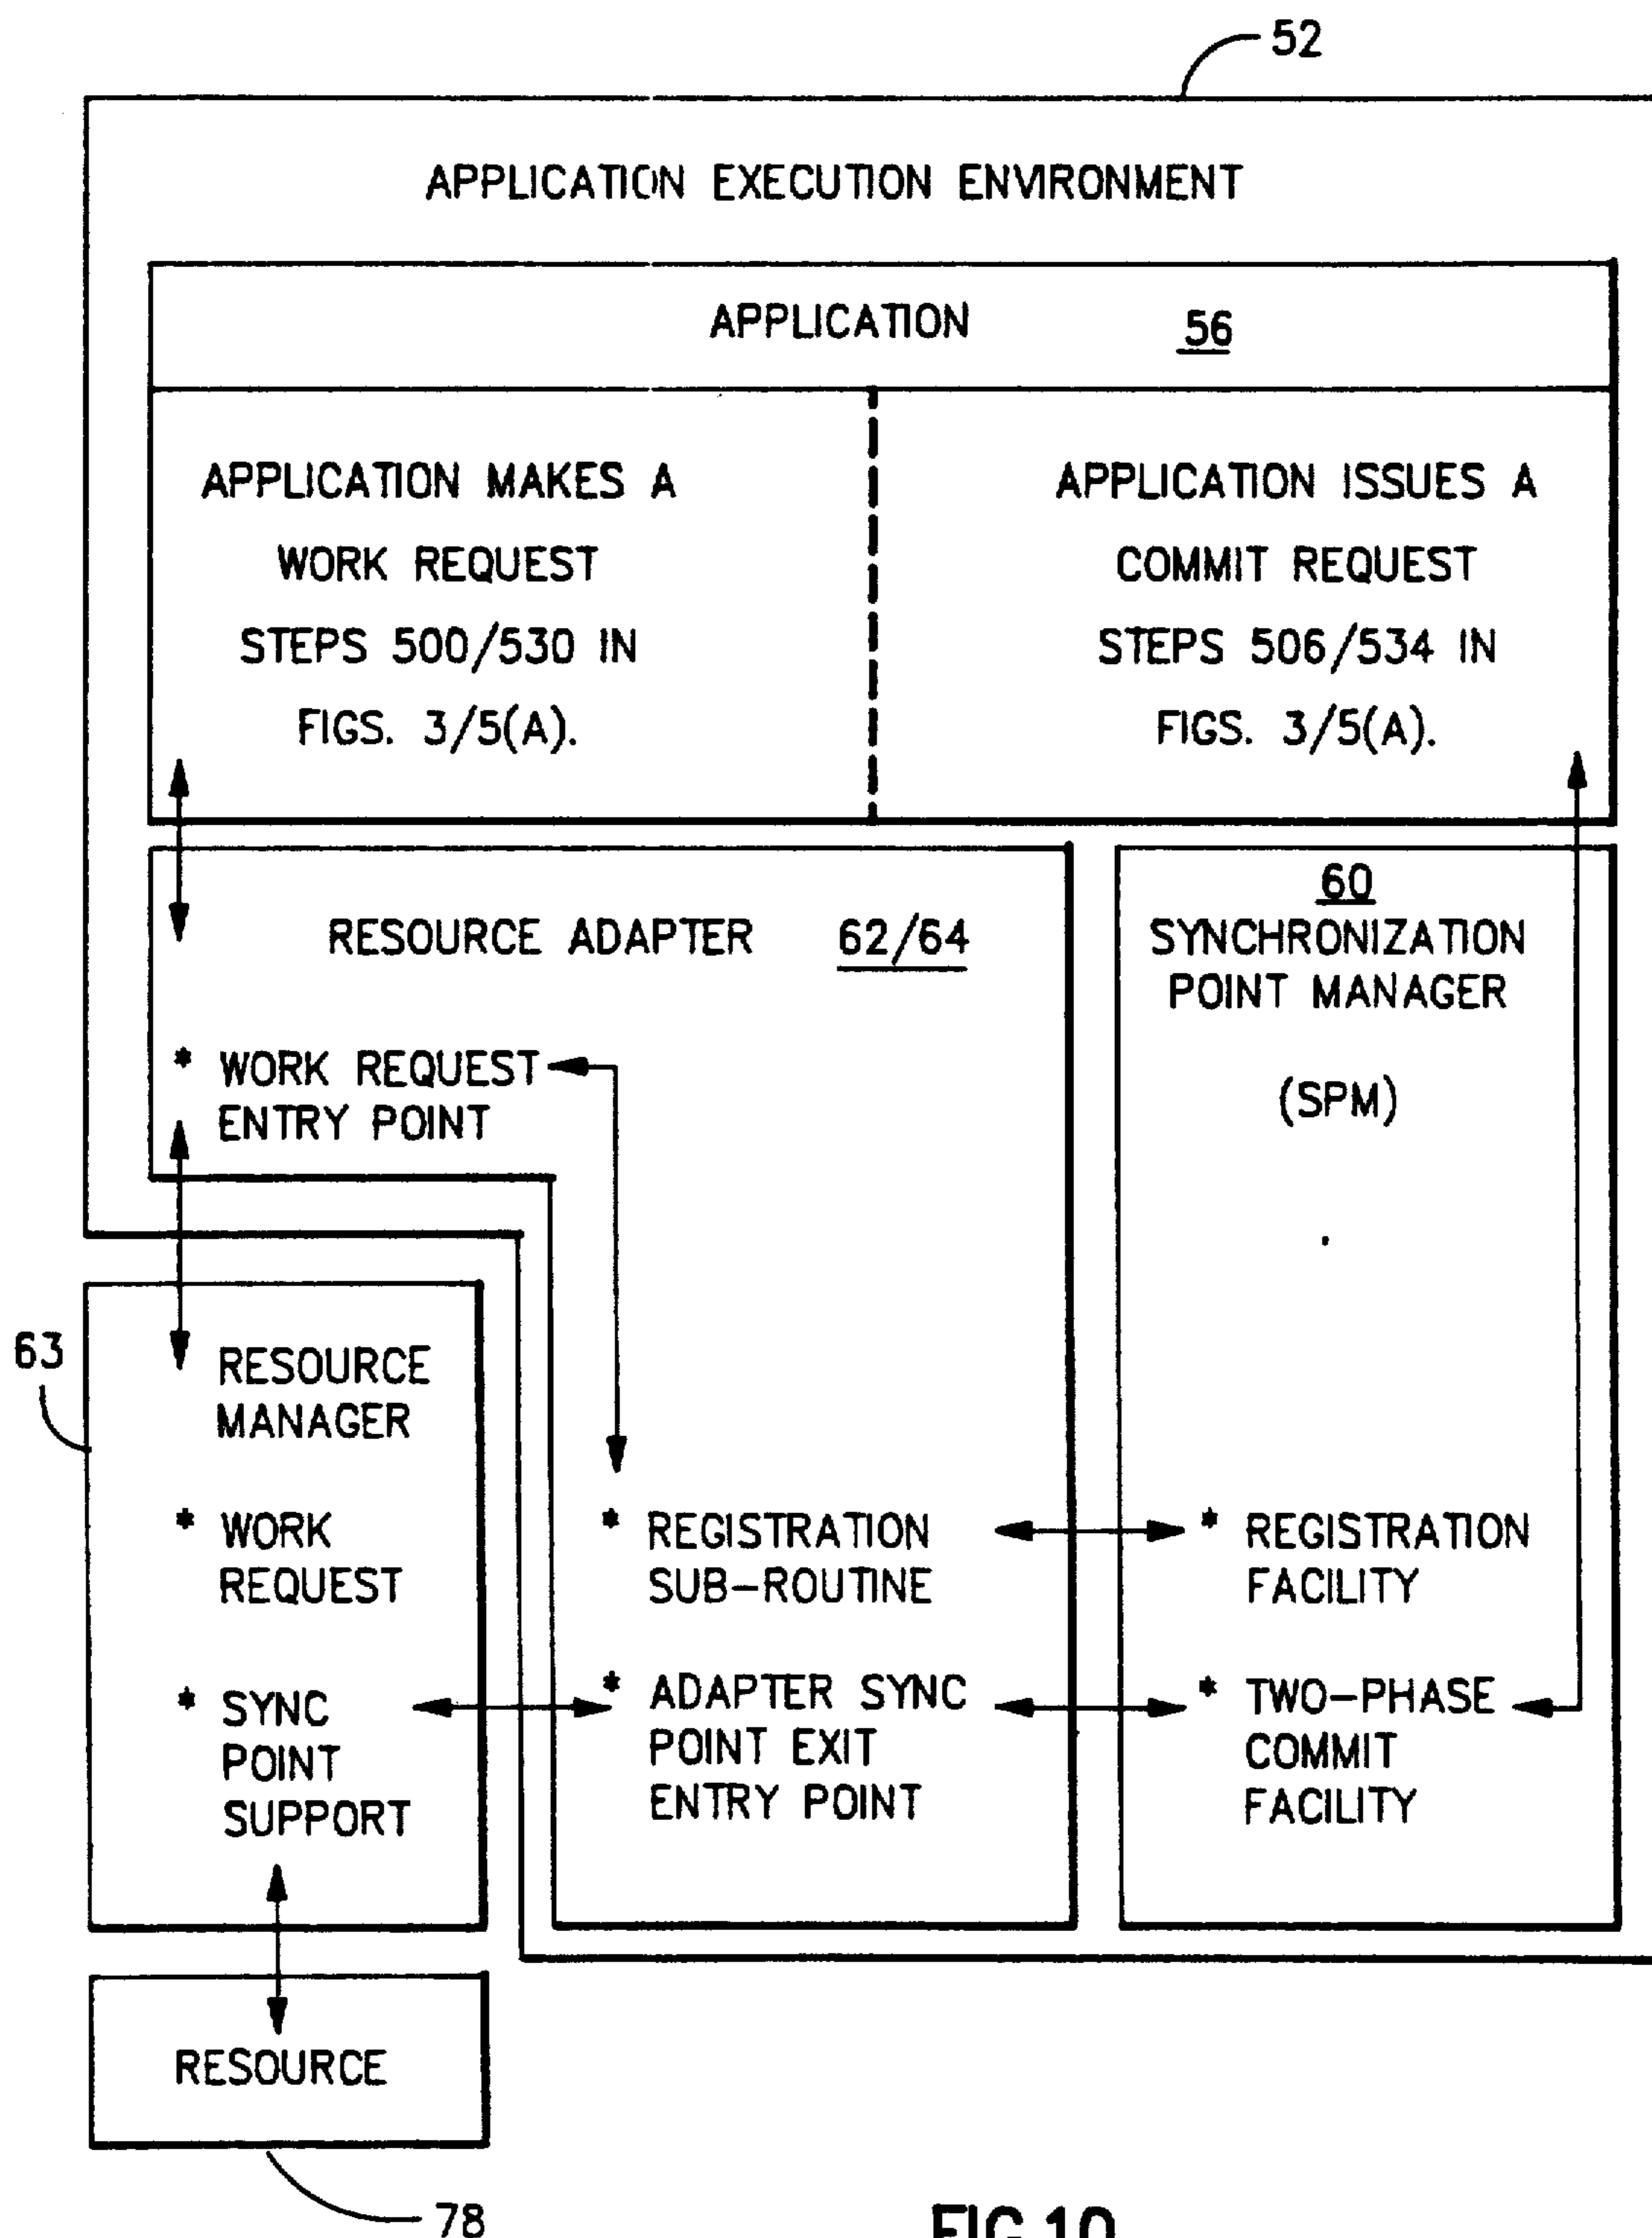 52
APPLICATION EXECUTION ENVIRONMENT
APPLICATION 56
APPLICATION MAKES A
WORK REQUEST
STEPS 500/530 IN
FIGS. 3/5(A).
APPLICATION ISSUES A
COMMIT REQUEST
STEPS 506/534 IN
FIGS. 3/5(A).
RESOURCE ADAPTER 62/64
* WORK REQUEST
ENTRY POINT
60
SYNCHRONIZATION
POINT MANAGER
(SPM)
63
RESOURCE
MANAGER
* WORK
REQUEST
* SYNC
POINT
SUPPORT
* REGISTRATION
SUB-ROUTINE
* ADAPTER SYNC
POINT EXIT
ENTRY POINT
* REGISTRATION
FACILITY
* TWO-PHASE
COMMIT
FACILITY
RESOURCE
78
FIG.10